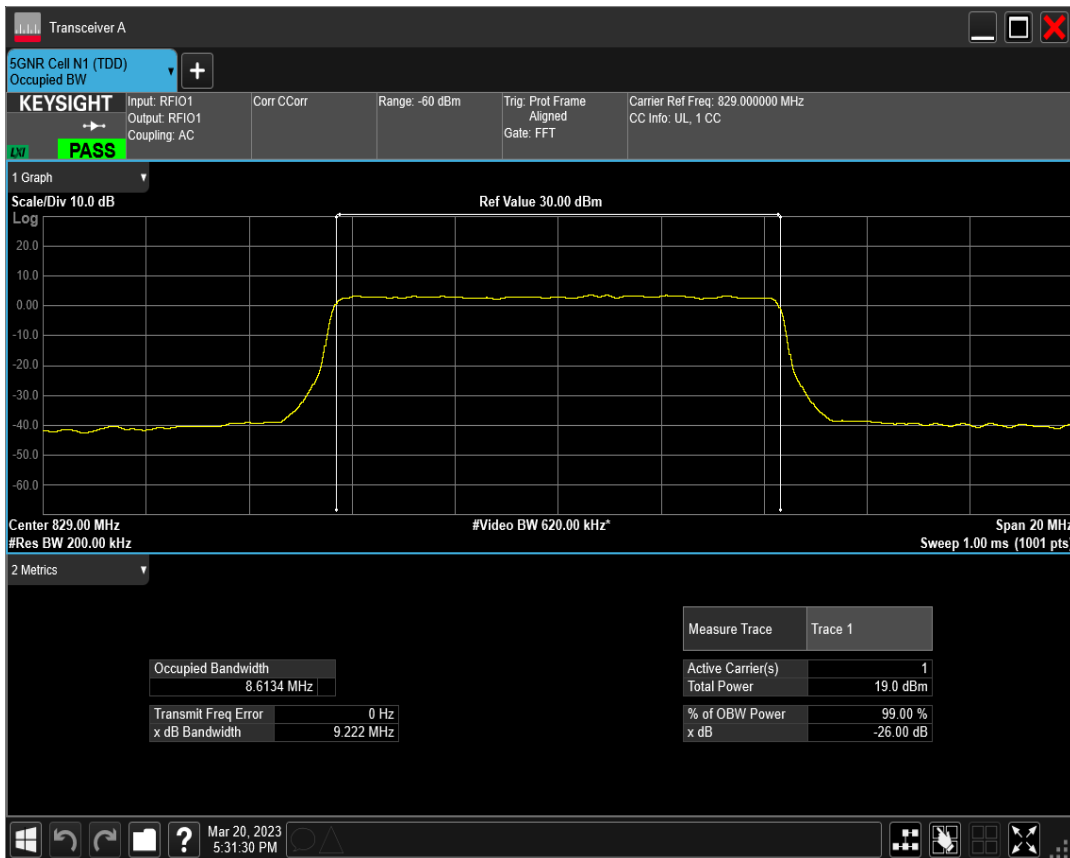 Transceiver A
5GNR Cell N1 (TDD)
Occupied BW
KEYSIGHT
LXI
PASS
Input: RFIO1
Output: RFIO1
Coupling: AC
Corr CCorr
Range: -60 dBm
Trig: Prot Frame
Aligned
Gate: FFT
Carrier Ref Freq: 829.000000 MHz
CC Info: UL, 1 CC
1 Graph
Scale/Div 10.0 dB
Ref Value 30.00 dBm
Log
20.0
10.0
0.00
-10.0
-20.0
-30.0
-40.0
-50.0
-60.0
Center 829.00 MHz
#Video BW 620.00 kHz*
Span 20 MHz
#Res BW 200.00 kHz
Sweep 1.00 ms (1001 pts)
2 Metrics
Measure Trace Trace 1
Occupied Bandwidth
8.6134 MHz
Active Carrier(s) 1
Total Power 19.0 dBm
Transmit Freq Error 0 Hz
x dB Bandwidth 9.222 MHz
% of OBW Power 99.00 %
x dB -26.00 dB
?
Mar 20, 2023
5:31:30 PM